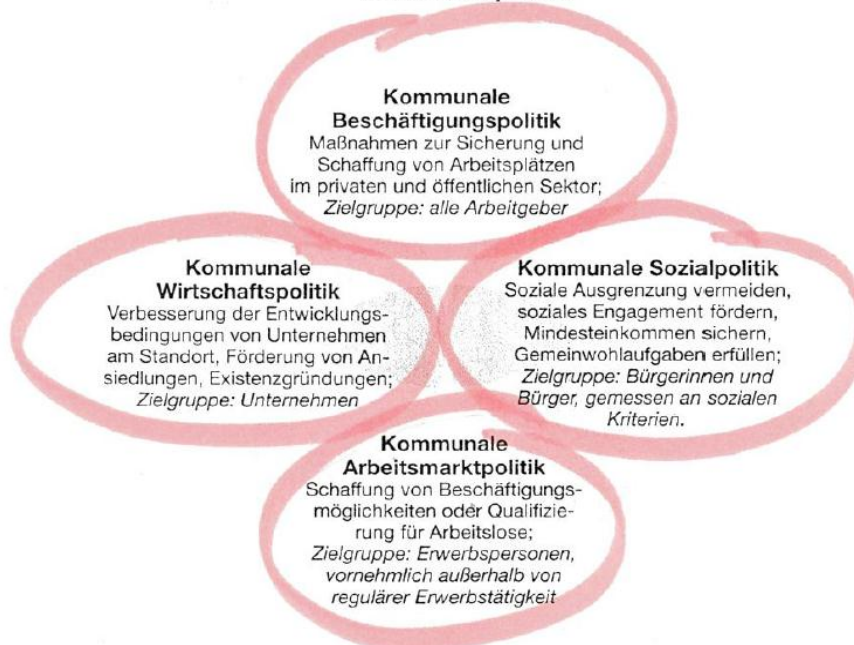 Kommunale
Beschäftigungspolitik
Maßnahmen zur Sicherung und
Schaffung von Arbeitsplätzen
im privaten und öffentlichen Sektor;
Zielgruppe: alle Arbeitgeber
Kommunale
Wirtschaftspolitik
Verbesserung der Entwicklungs-
bedingungen von Unternehmen
am Standort, Förderung von An-
siedlungen, Existenzgründungen;
Zielgruppe: Unternehmen
Kommunale Sozialpolitik
Soziale Ausgrenzung vermeiden,
soziales Engagement fördern,
Mindesteinkommen sichern,
Gemeinwohlaufgaben erfüllen;
Zielgruppe: Bürgerinnen und
Bürger, gemessen an sozialen
Kriterien.
Kommunale
Arbeitsmarktpolitik
Schaffung von Beschäftigungs-
möglichkeiten oder Qualifizie-
rung für Arbeitslose;
Zielgruppe: Erwerbspersonen,
vornehmlich außerhalb von
regulärer Erwerbstätigkeit